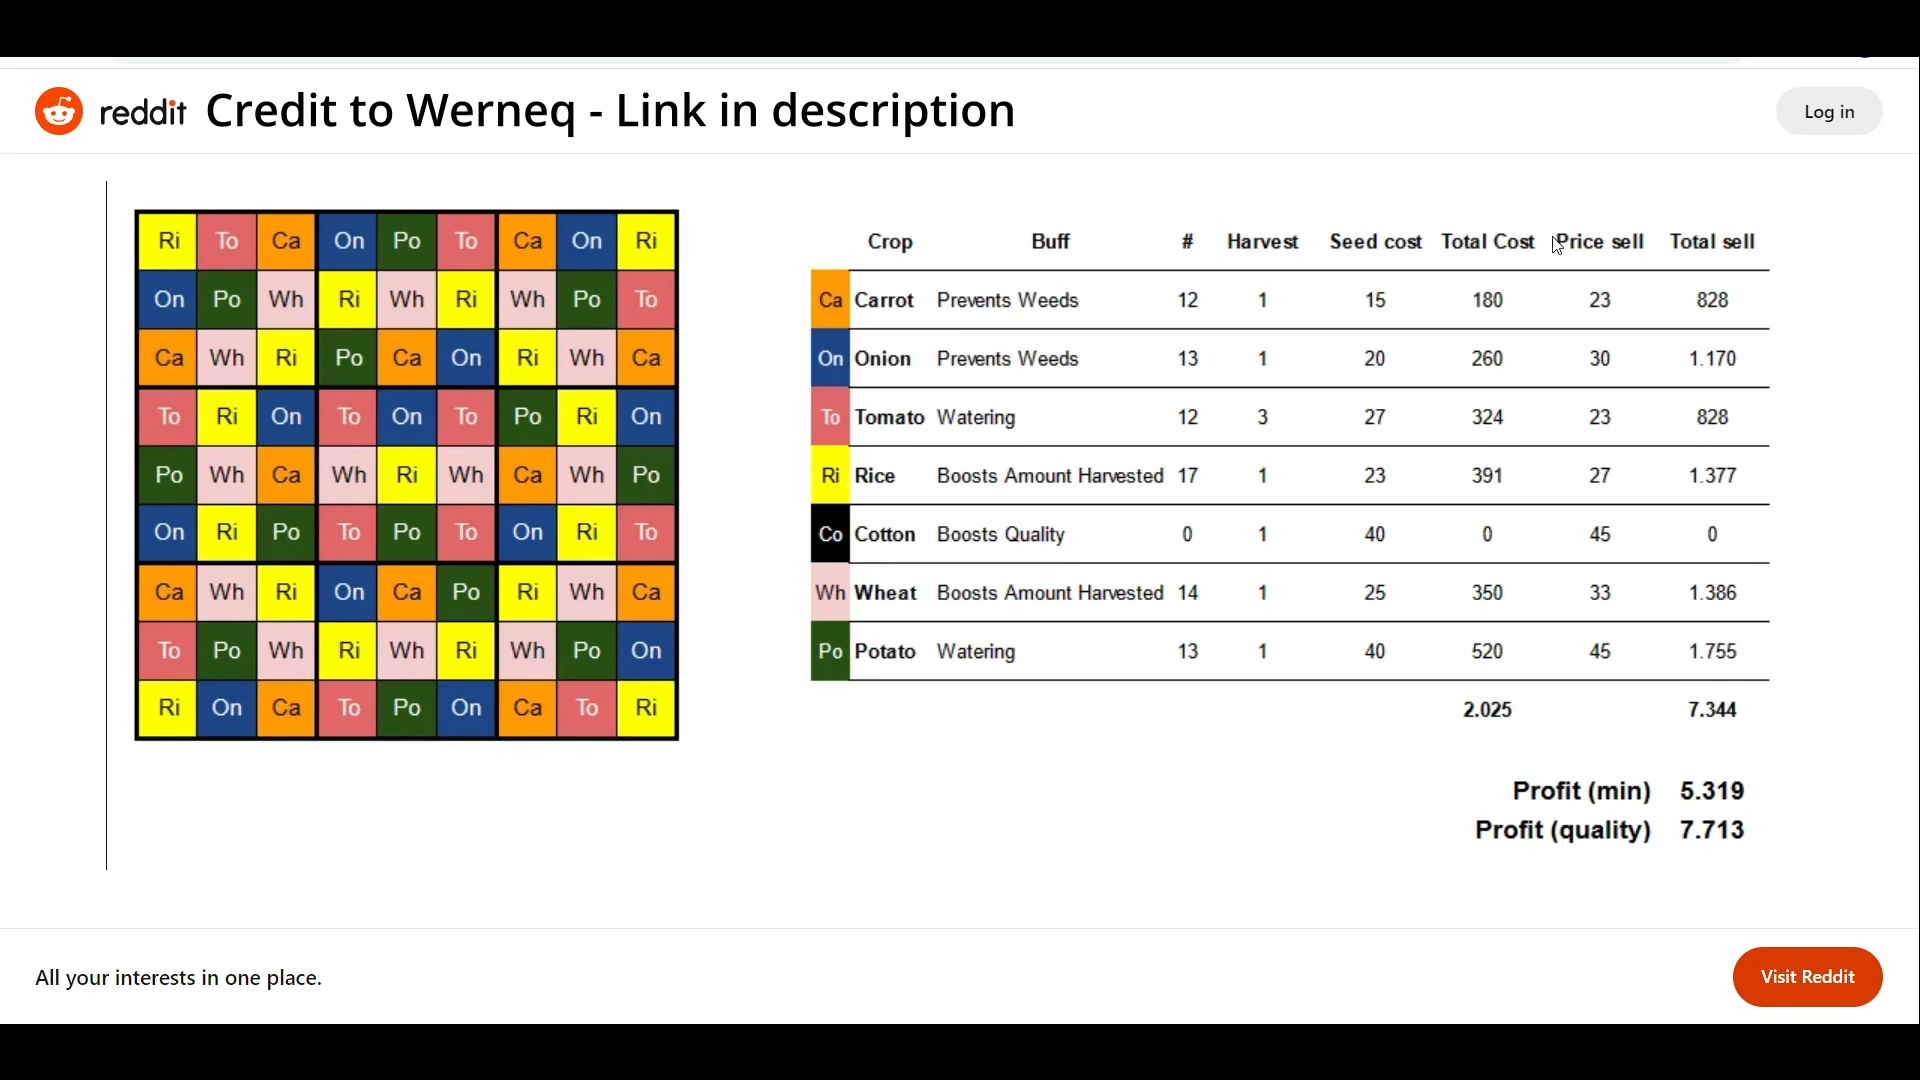 reddit Credit to Werneq - Link in description
Log in
Ri To Ca On Po To Ca On Ri
On Po Wh Ri Wh Ri Wh Po To
Ca Wh Ri Po Ca On Ri Wh Ca
To Ri On To On To Po Ri On
Po Wh Ca Wh Ri Wh Ca Wh Po
On Ri Po To Po To On Ri To
Ca Wh Ri On Ca Po Ri Wh Ca
To Po Wh Ri Wh Ri Wh Po On
Ri On Ca To Po On Ca To Ri
Crop Buff # Harvest Seed cost Total Cost Price sell Total sell
Ca Carrot Prevents Weeds 12 1 15 180 23 828
On Onion Prevents Weeds 13 1 20 260 30 1.170
To Tomato Watering 12 3 27 324 23 828
Ri Rice Boosts Amount Harvested 17 1 23 391 27 1.377
Co Cotton Boosts Quality 0 1 40 0 45 0
Wh Wheat Boosts Amount Harvested 14 1 25 350 33 1.386
Po Potato Watering 13 1 40 520 45 1.755
2.025 7.344
Profit (min) 5.319
Profit (quality) 7.713
All your interests in one place.
Visit Reddit